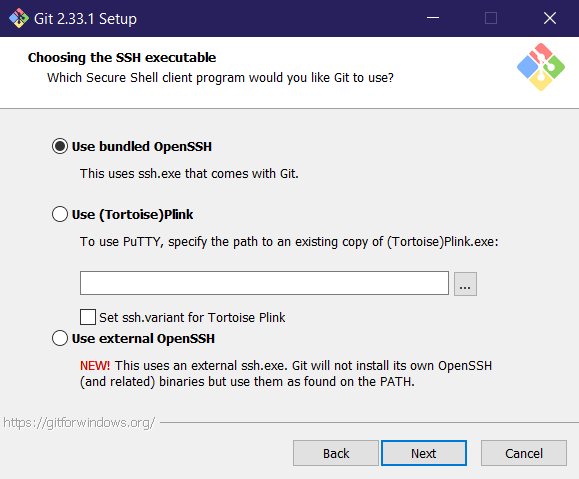 Git 2.33.1 Setup
Choosing the SSH executable
Which Secure Shell client program would you like Git to use?
Use bundled OpenSSH
This uses ssh.exe that comes with Git.
Use (Tortoise)Plink
To use PuTTY, specify the path to an existing copy of (Tortoise)Plink.exe:
...
Set ssh.variant for Tortoise Plink
Use external OpenSSH
NEW! This uses an external ssh.exe. Git will not install its own OpenSSH
(and related) binaries but use them as found on the PATH.
https://gitforwindows.org/
Back Next Cancel